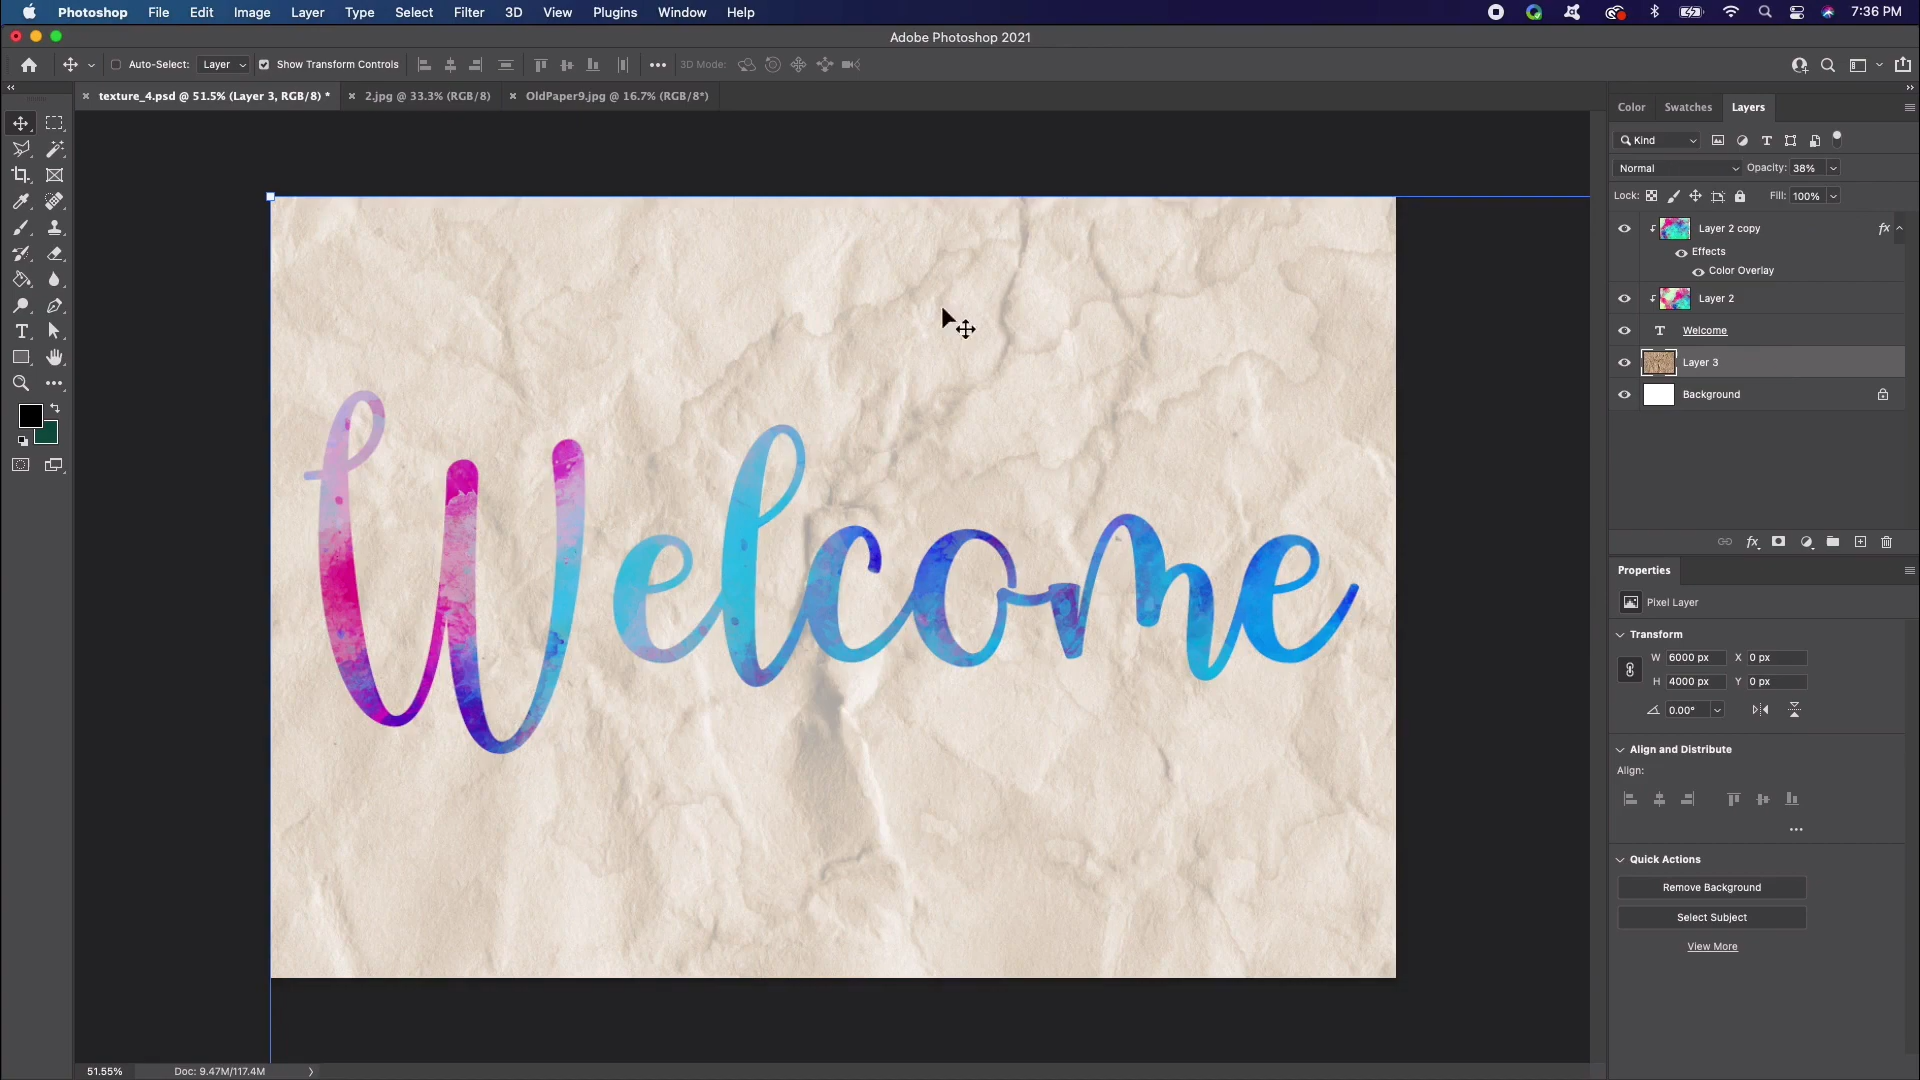 Photoshop File Edit Image Layer Type Select Filter 3D View Plugins Window Help 7:36 PM
Adobe Photoshop 2021
Auto-Select: Layer Show Transform Controls 3D Mode:
texture_4.psd @ 51.5% (Layer 3, RGB/8) * 2.jpg @ 33.3% (RGB/8) OldPaper9.jpg @ 16.7% (RGB/8*)
Color Swatches Layers
Kind
Normal Opacity: 38%
Lock: Fill: 100%
Layer 2 copy fx
Effects
Color Overlay
Layer 2
Welcome
Layer 3
Background
Welcome
fx
Properties
Pixel Layer
Transform
W 6000 px X 0 px
H 4000 px Y 0 px
0.00°
Align and Distribute
Align:
Quick Actions
Remove Background
Select Subject
View More
51.55% Doc: 9.47M/117.4M